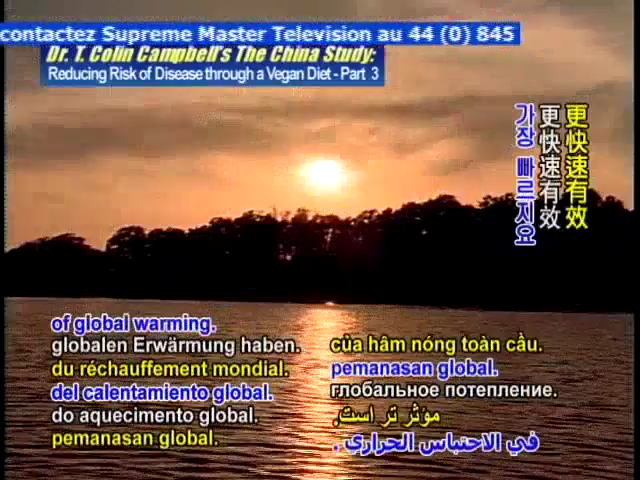 contactez Supreme Master Television au 44 (0) 845
Dr. T. Colin Campbell's The China Study:
Reducing Risk of Disease through a Vegan Diet - Part 3
更快速有效
更快速有效
가장 빠르지요
of global warming.
globalen Erwärmung haben.
du réchauffement mondial.
del calentamiento global.
do aquecimento global.
pemanasan global.
của hâm nóng toàn cầu.
pemanasan global.
глобальное потепление.
مؤثر تر است.
في الاحتباس الحراري .